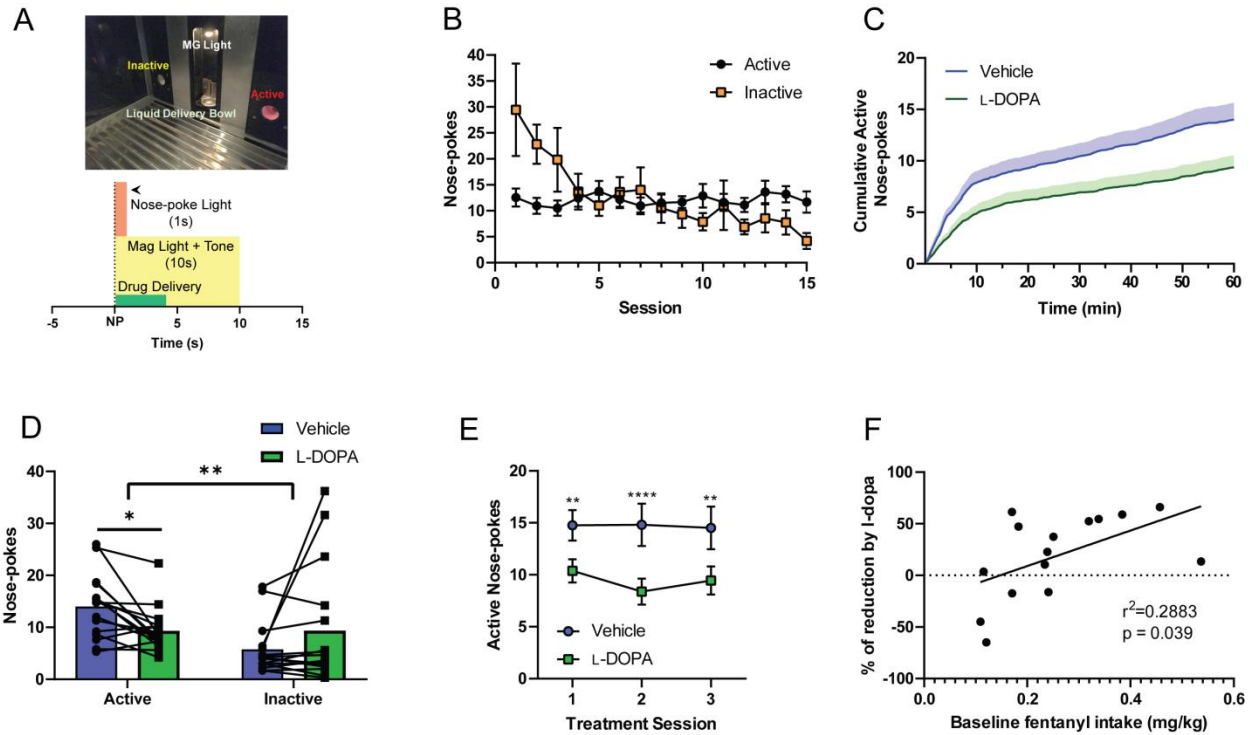 A
MG Light
Inactive
Active
Liquid Delivery Bowl
Nose-poke Light
(1s)
Mag Light + Tone
(10s)
Drug Delivery
-5
NP
5
10
15
Time (s)
B
Active
Inactive
40
35
30
25
20
15
10
5
0
Nose-pokes
0
5
10
15
Session
C
Vehicle
L-DOPA
20
15
10
5
0
Cumulative Active
Nose-pokes
0
10
20
30
40
50
60
Time (min)
D
Vehicle
L-DOPA
40
30
20
10
0
Nose-pokes
**
*
Active
Inactive
E
20
15
10
5
0
Active Nose-pokes
**
****
**
Vehicle
L-DOPA
1
2
3
Treatment Session
F
100
50
0
-50
-100
% of reduction by l-dopa
r²=0.2883
p = 0.039
0.0
0.2
0.4
0.6
Baseline fentanyl intake (mg/kg)